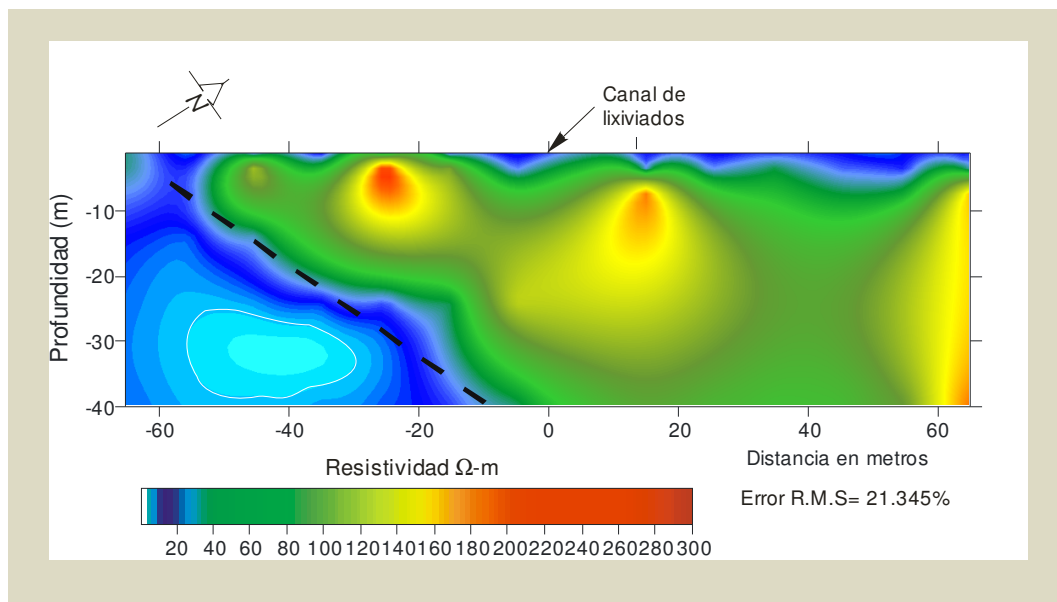 N
Canal de
lixiviados
Profundidad (m)
-10
-20
-30
-40
-60 -40 -20 0 20 40 60
Resistividad Ω-m
Distancia en metros
Error R.M.S= 21.345%
20 40 60 80 100 120 140 160 180 200 220 240 260 280 300